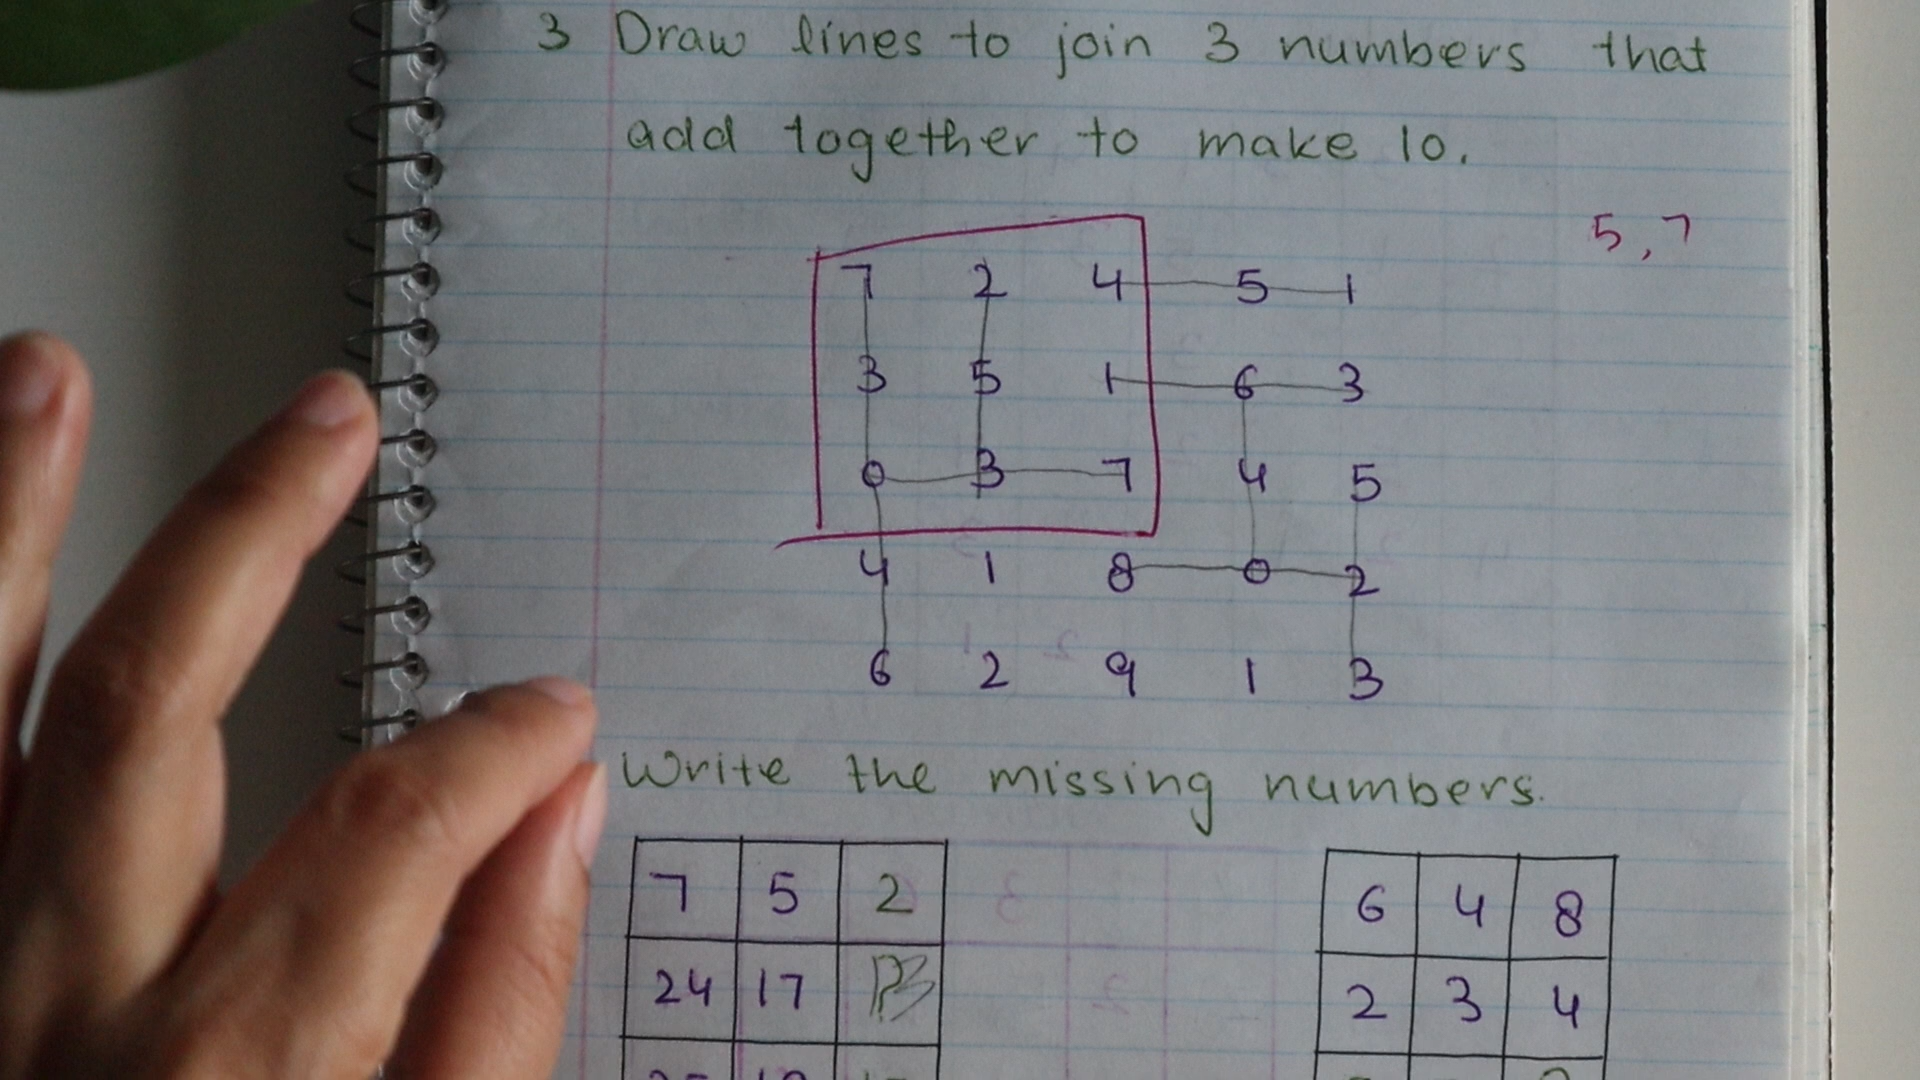 3 Draw lines to join 3 numbers that
add together to make 10.
5, 7
7 2 4 5 1
3 5 1 6 3
0 3 7 4 5
4 1 8 0 2
6 2 9 1 3
Write the missing numbers.
7 5 2 6 4 8
24 17 2 3 4